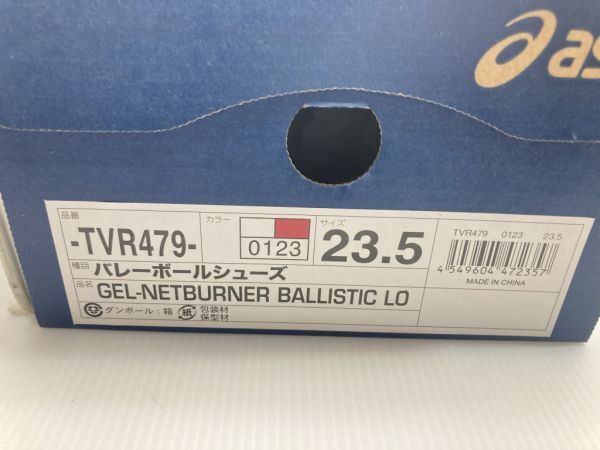 as
品番
-TVR479-
カラー
0123
サイズ
23.5
TVR479 0123 23.5
4 549604 472357
MADE IN CHINA
種目 バレーボールシューズ
品名 GEL-NETBURNER BALLISTIC LO
ダンボール:箱 紙 包装材
保型材